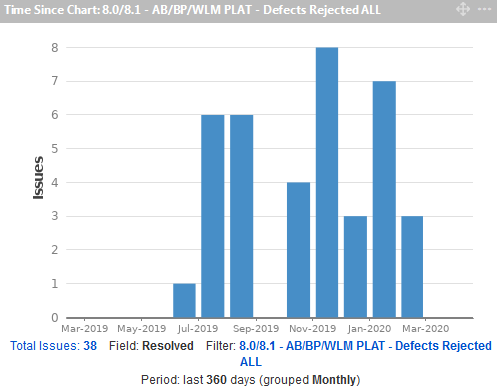 Time Since Chart: 8.0/8.1 - AB/BP/WLM PLAT - Defects Rejected ALL
8
7
6
5
4
3
2
1
0
Issues
Mar-2019 May-2019 Jul-2019 Sep-2019 Nov-2019 Jan-2020 Mar-2020
Total Issues: 38 Field: Resolved Filter: 8.0/8.1 - AB/BP/WLM PLAT - Defects Rejected
ALL
Period: last 360 days (grouped Monthly)